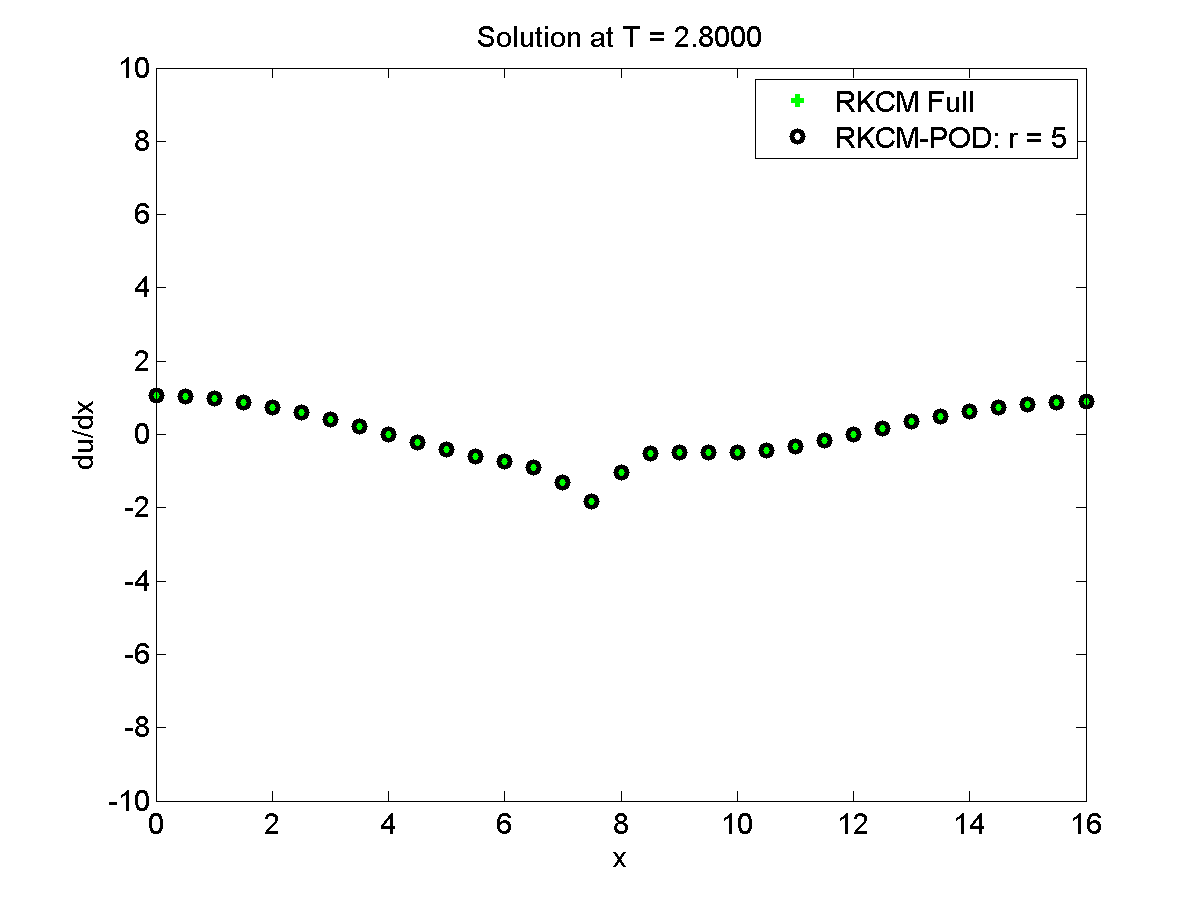 Solution at T = 2.8000
RKCM Full
RKCM-POD: r = 5
10
8
6
4
2
0
-2
-4
-6
-8
-10
du/dx
0 2 4 6 8 10 12 14 16
x